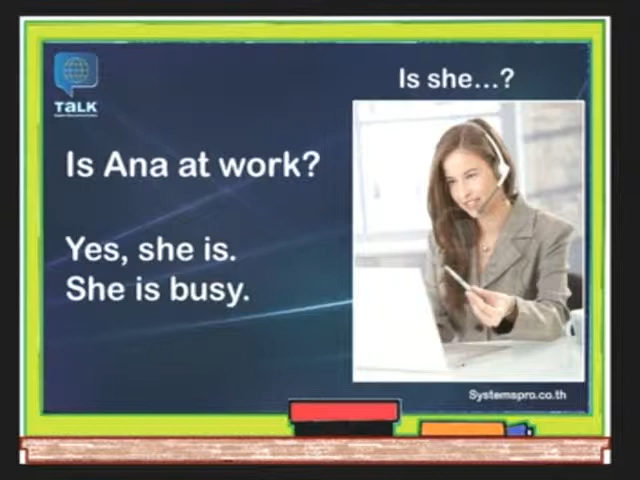 TALK
Is she...?
Is Ana at work?
Yes, she is.
She is busy.
Systemspro.co.th